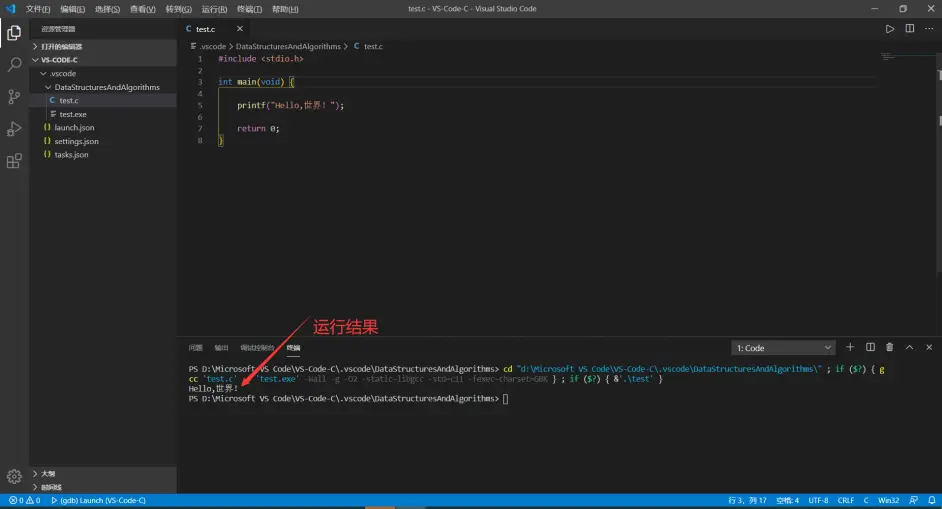 文件(F) 编辑(E) 选择(S) 查看(V) 转到(G) 运行(R) 终端(T) 帮助(H) test.c - VS-Code-C - Visual Studio Code
资源管理器
打开的编辑器
VS-CODE-C
.vscode
DataStructuresAndAlgorithms
C test.c
test.exe
{} launch.json
{} settings.json
{} tasks.json
大纲
时间线
C test.c
.vscode > DataStructuresAndAlgorithms > C test.c
1 #include <stdio.h>
2
3 int main(void) {
4
5 printf("Hello,世界! ");
6
7 return 0;
8 }
运行结果
问题 输出 调试控制台 终端 1: Code
PS D:\Microsoft VS Code\VS-Code-C\.vscode\DataStructuresAndAlgorithms> cd "d:\Microsoft VS Code\VS-Code-C\.vscode\DataStructuresAndAlgorithms\" ; if ($?) { g
cc 'test.c' 'test.exe' -Wall -g -O2 -static-libgcc -std=c11 -fexec-charset=GBK } ; if ($?) { &'.\test' }
Hello,世界!
PS D:\Microsoft VS Code\VS-Code-C\.vscode\DataStructuresAndAlgorithms>
0 0 (gdb) Launch (VS-Code-C) 行 3，列 17 空格: 4 UTF-8 CRLF C Win32